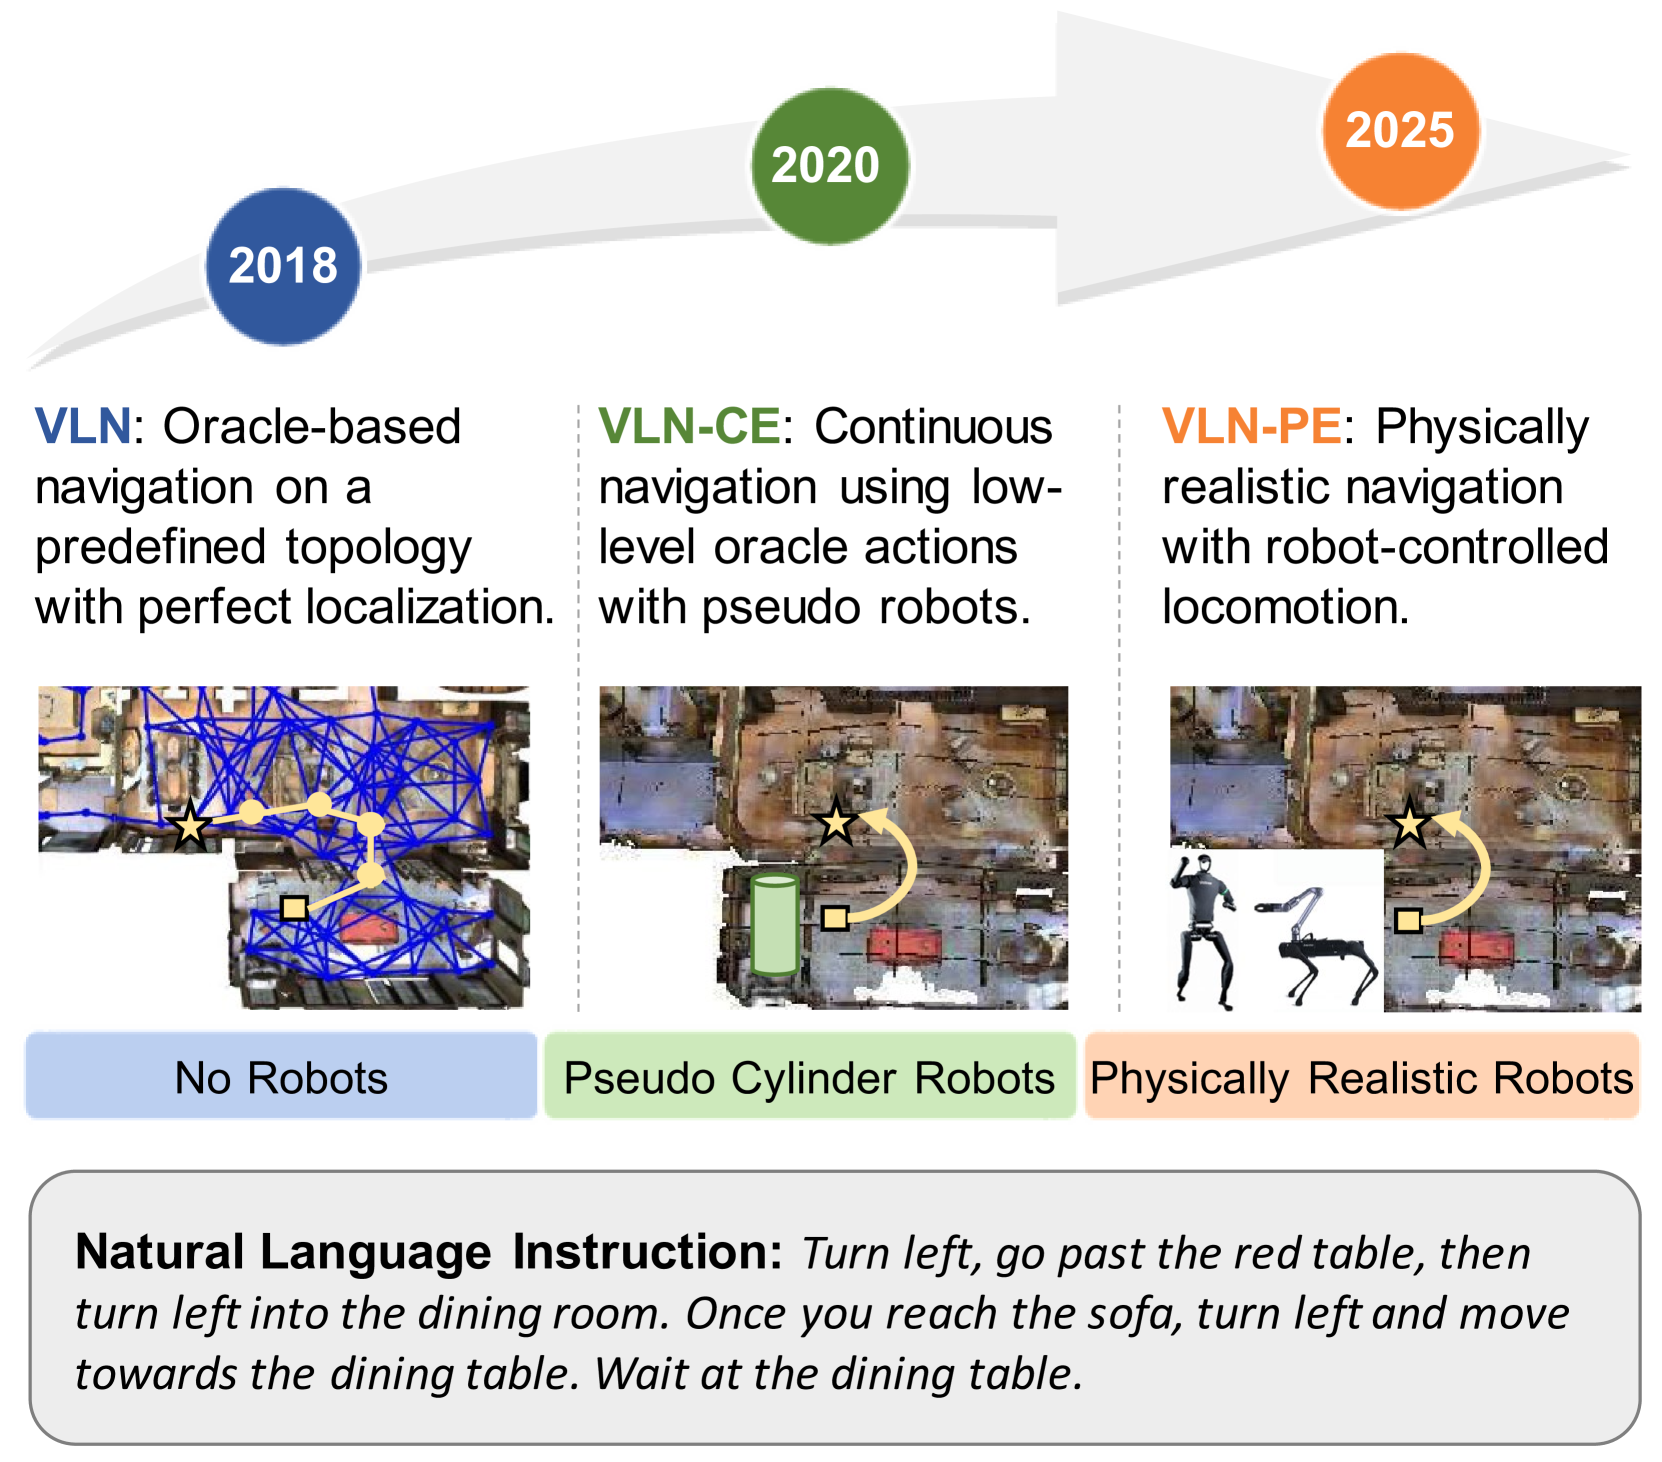 2018
2020
2025
VLN: Oracle-based
navigation on a
predefined topology
with perfect localization.
VLN-CE: Continuous
navigation using low-
level oracle actions
with pseudo robots.
VLN-PE: Physically
realistic navigation
with robot-controlled
locomotion.
No Robots
Pseudo Cylinder Robots
Physically Realistic Robots
Natural Language Instruction: Turn left, go past the red table, then
turn left into the dining room. Once you reach the sofa, turn left and move
towards the dining table. Wait at the dining table.